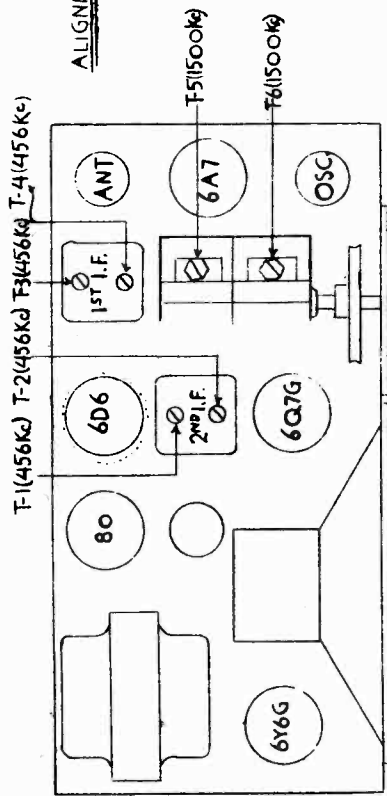 ALIGN
T-1(456Kc) T-2(456Kc) T-3(456Kc) T-4(456Kc)
T-5(1500Kc)
T-6(1500Kc)
80
6D6
1ST I.F.
ANT
2ND I.F.
6A7
6Y6G
6Q7G
OSC